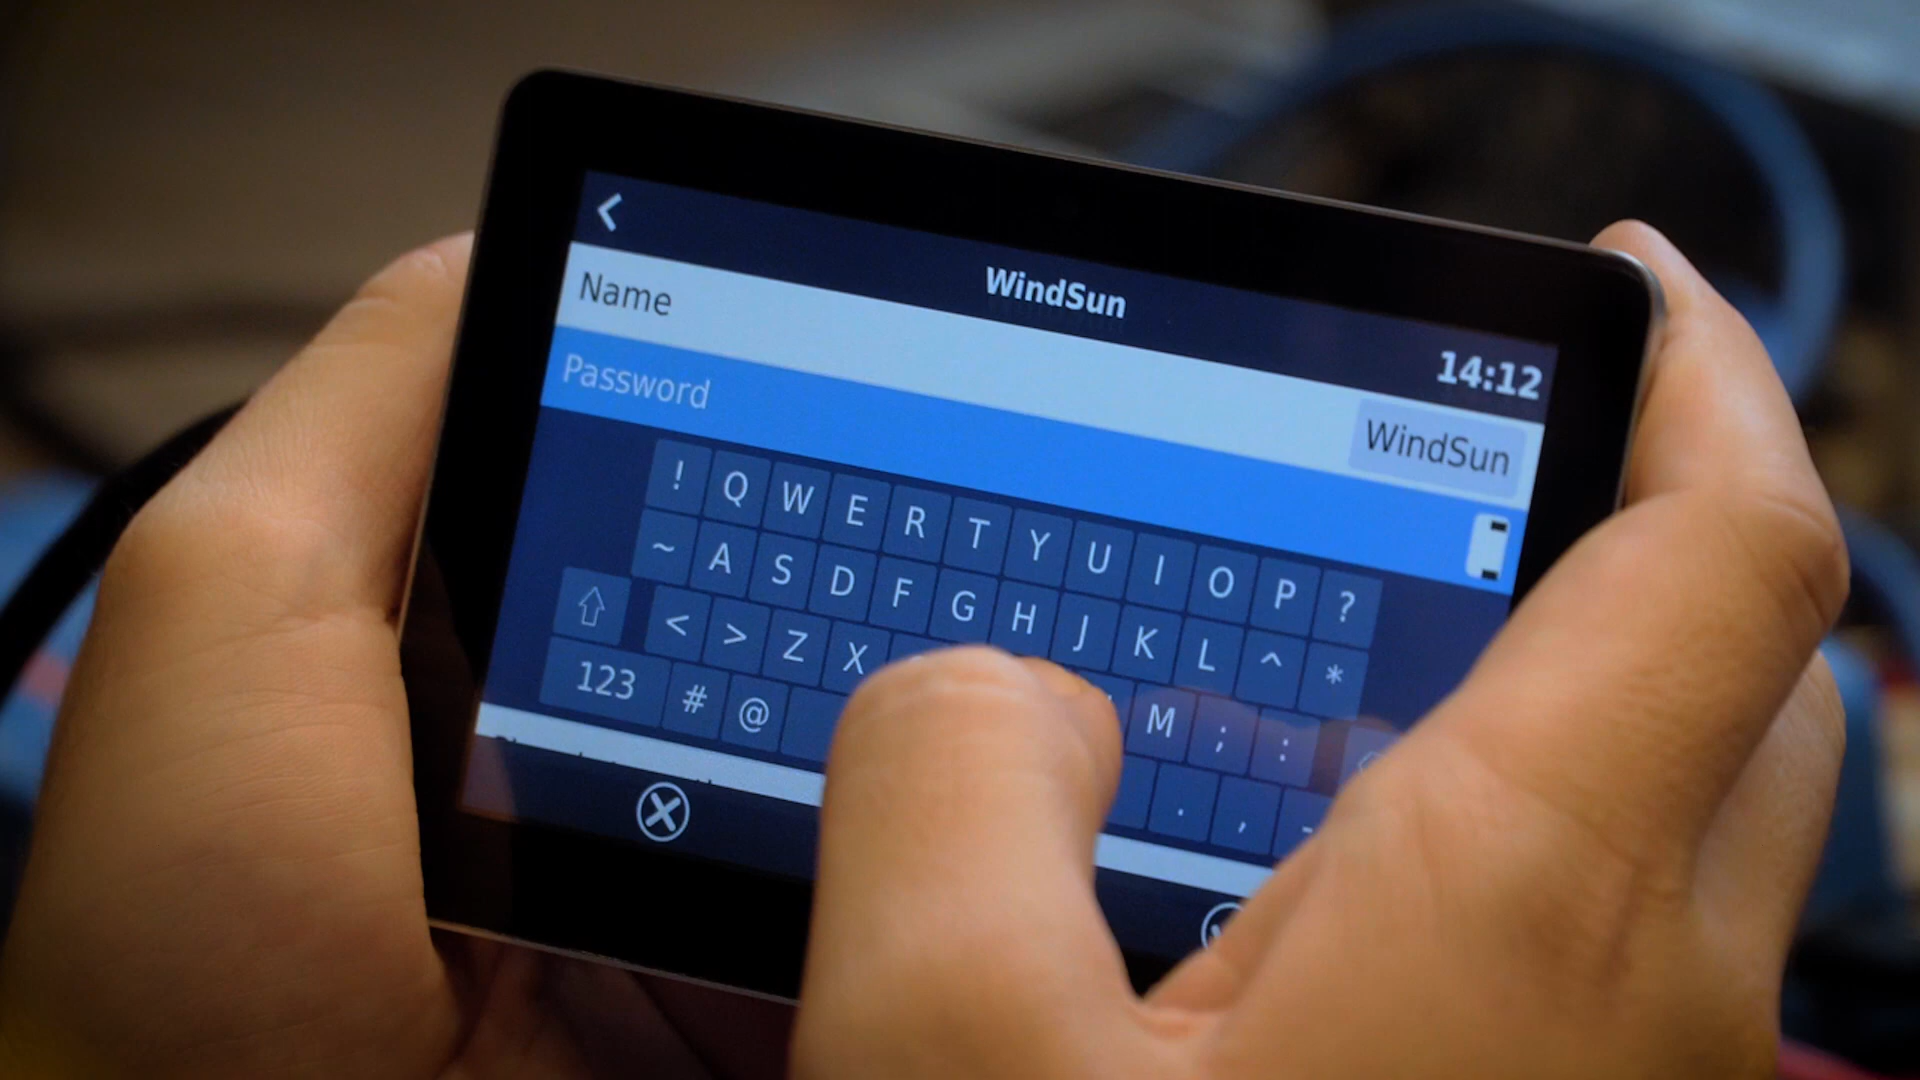 WindSun
14:12
Name
WindSun
Password
! Q W E R T Y U I O P ?
~ A S D F G H J K L ^ *
< > Z X M ; :
123 # @ . ,